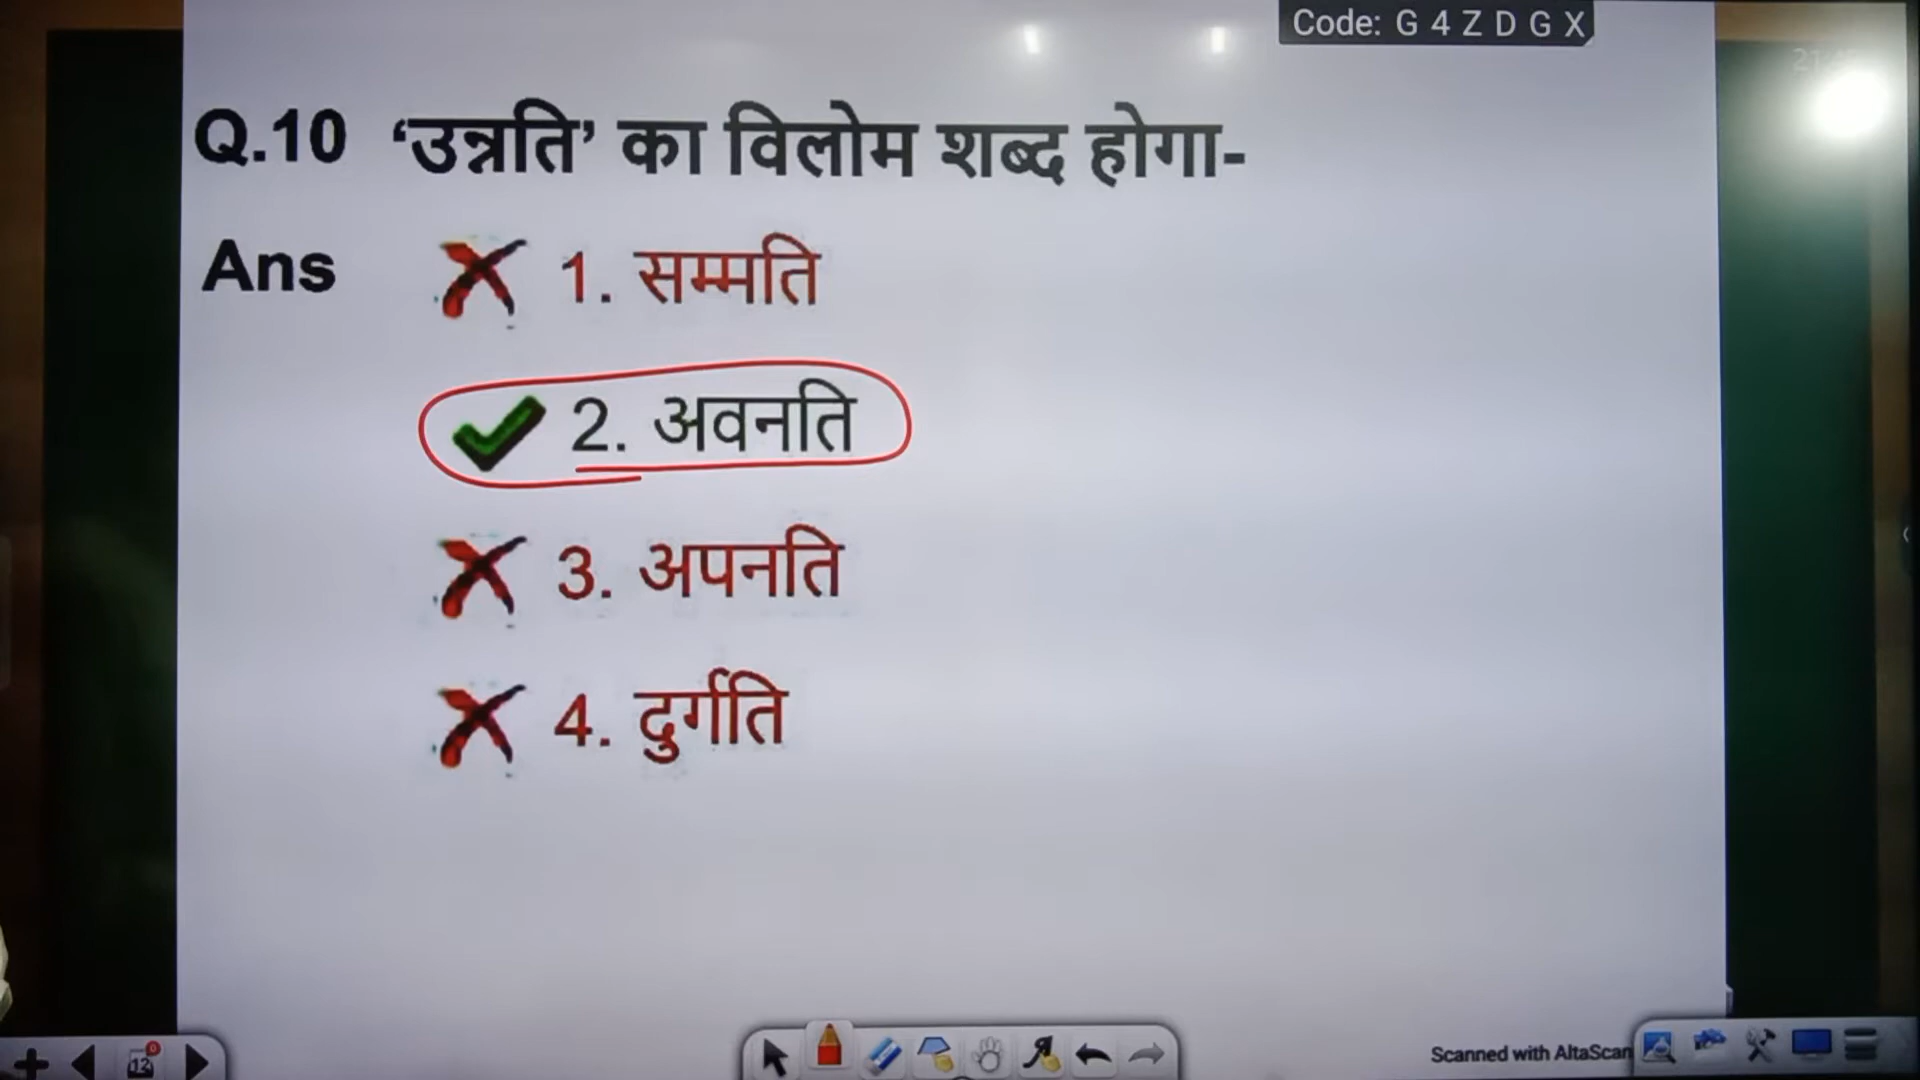 Code: G 4 Z D G X
Q.10 ‘उन्नति’ का विलोम शब्द होगा-
Ans 1. सम्मति
2. अवनति
3. अपनति
4. दुर्गति
12
Scanned with AltaScan